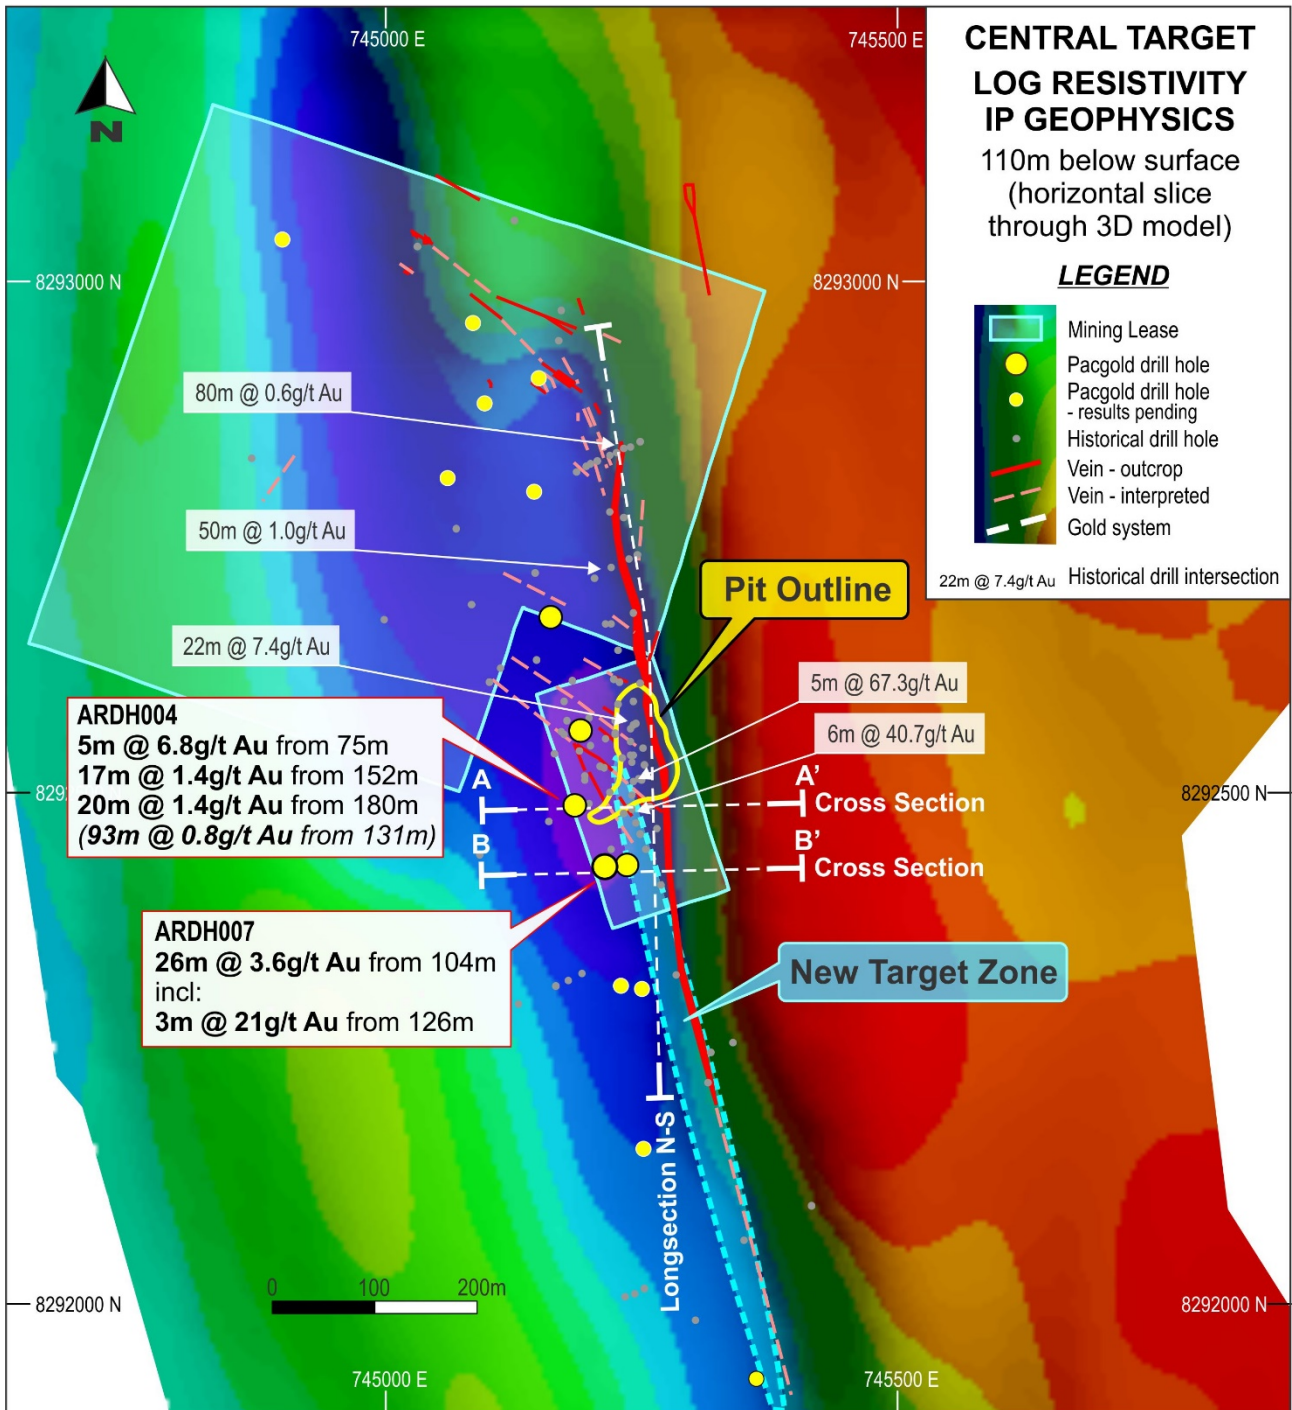 745000 E
745500 E
N
CENTRAL TARGET
LOG RESISTIVITY
IP GEOPHYSICS
110m below surface
(horizontal slice
through 3D model)
LEGEND
Mining Lease
Pacgold drill hole
Pacgold drill hole
- results pending
Historical drill hole
Vein - outcrop
Vein - interpreted
Gold system
22m @ 7.4g/t Au Historical drill intersection
8293000 N
8293000 N
80m @ 0.6g/t Au
50m @ 1.0g/t Au
Pit Outline
22m @ 7.4g/t Au
5m @ 67.3g/t Au
6m @ 40.7g/t Au
ARDH004
5m @ 6.8g/t Au from 75m
17m @ 1.4g/t Au from 152m
20m @ 1.4g/t Au from 180m
(93m @ 0.8g/t Au from 131m)
829
8292500 N
A
A'
Cross Section
B
B'
Cross Section
ARDH007
26m @ 3.6g/t Au from 104m
incl:
3m @ 21g/t Au from 126m
New Target Zone
Longsection N-S
0 100 200m
8292000 N
8292000 N
745000 E
745500 E